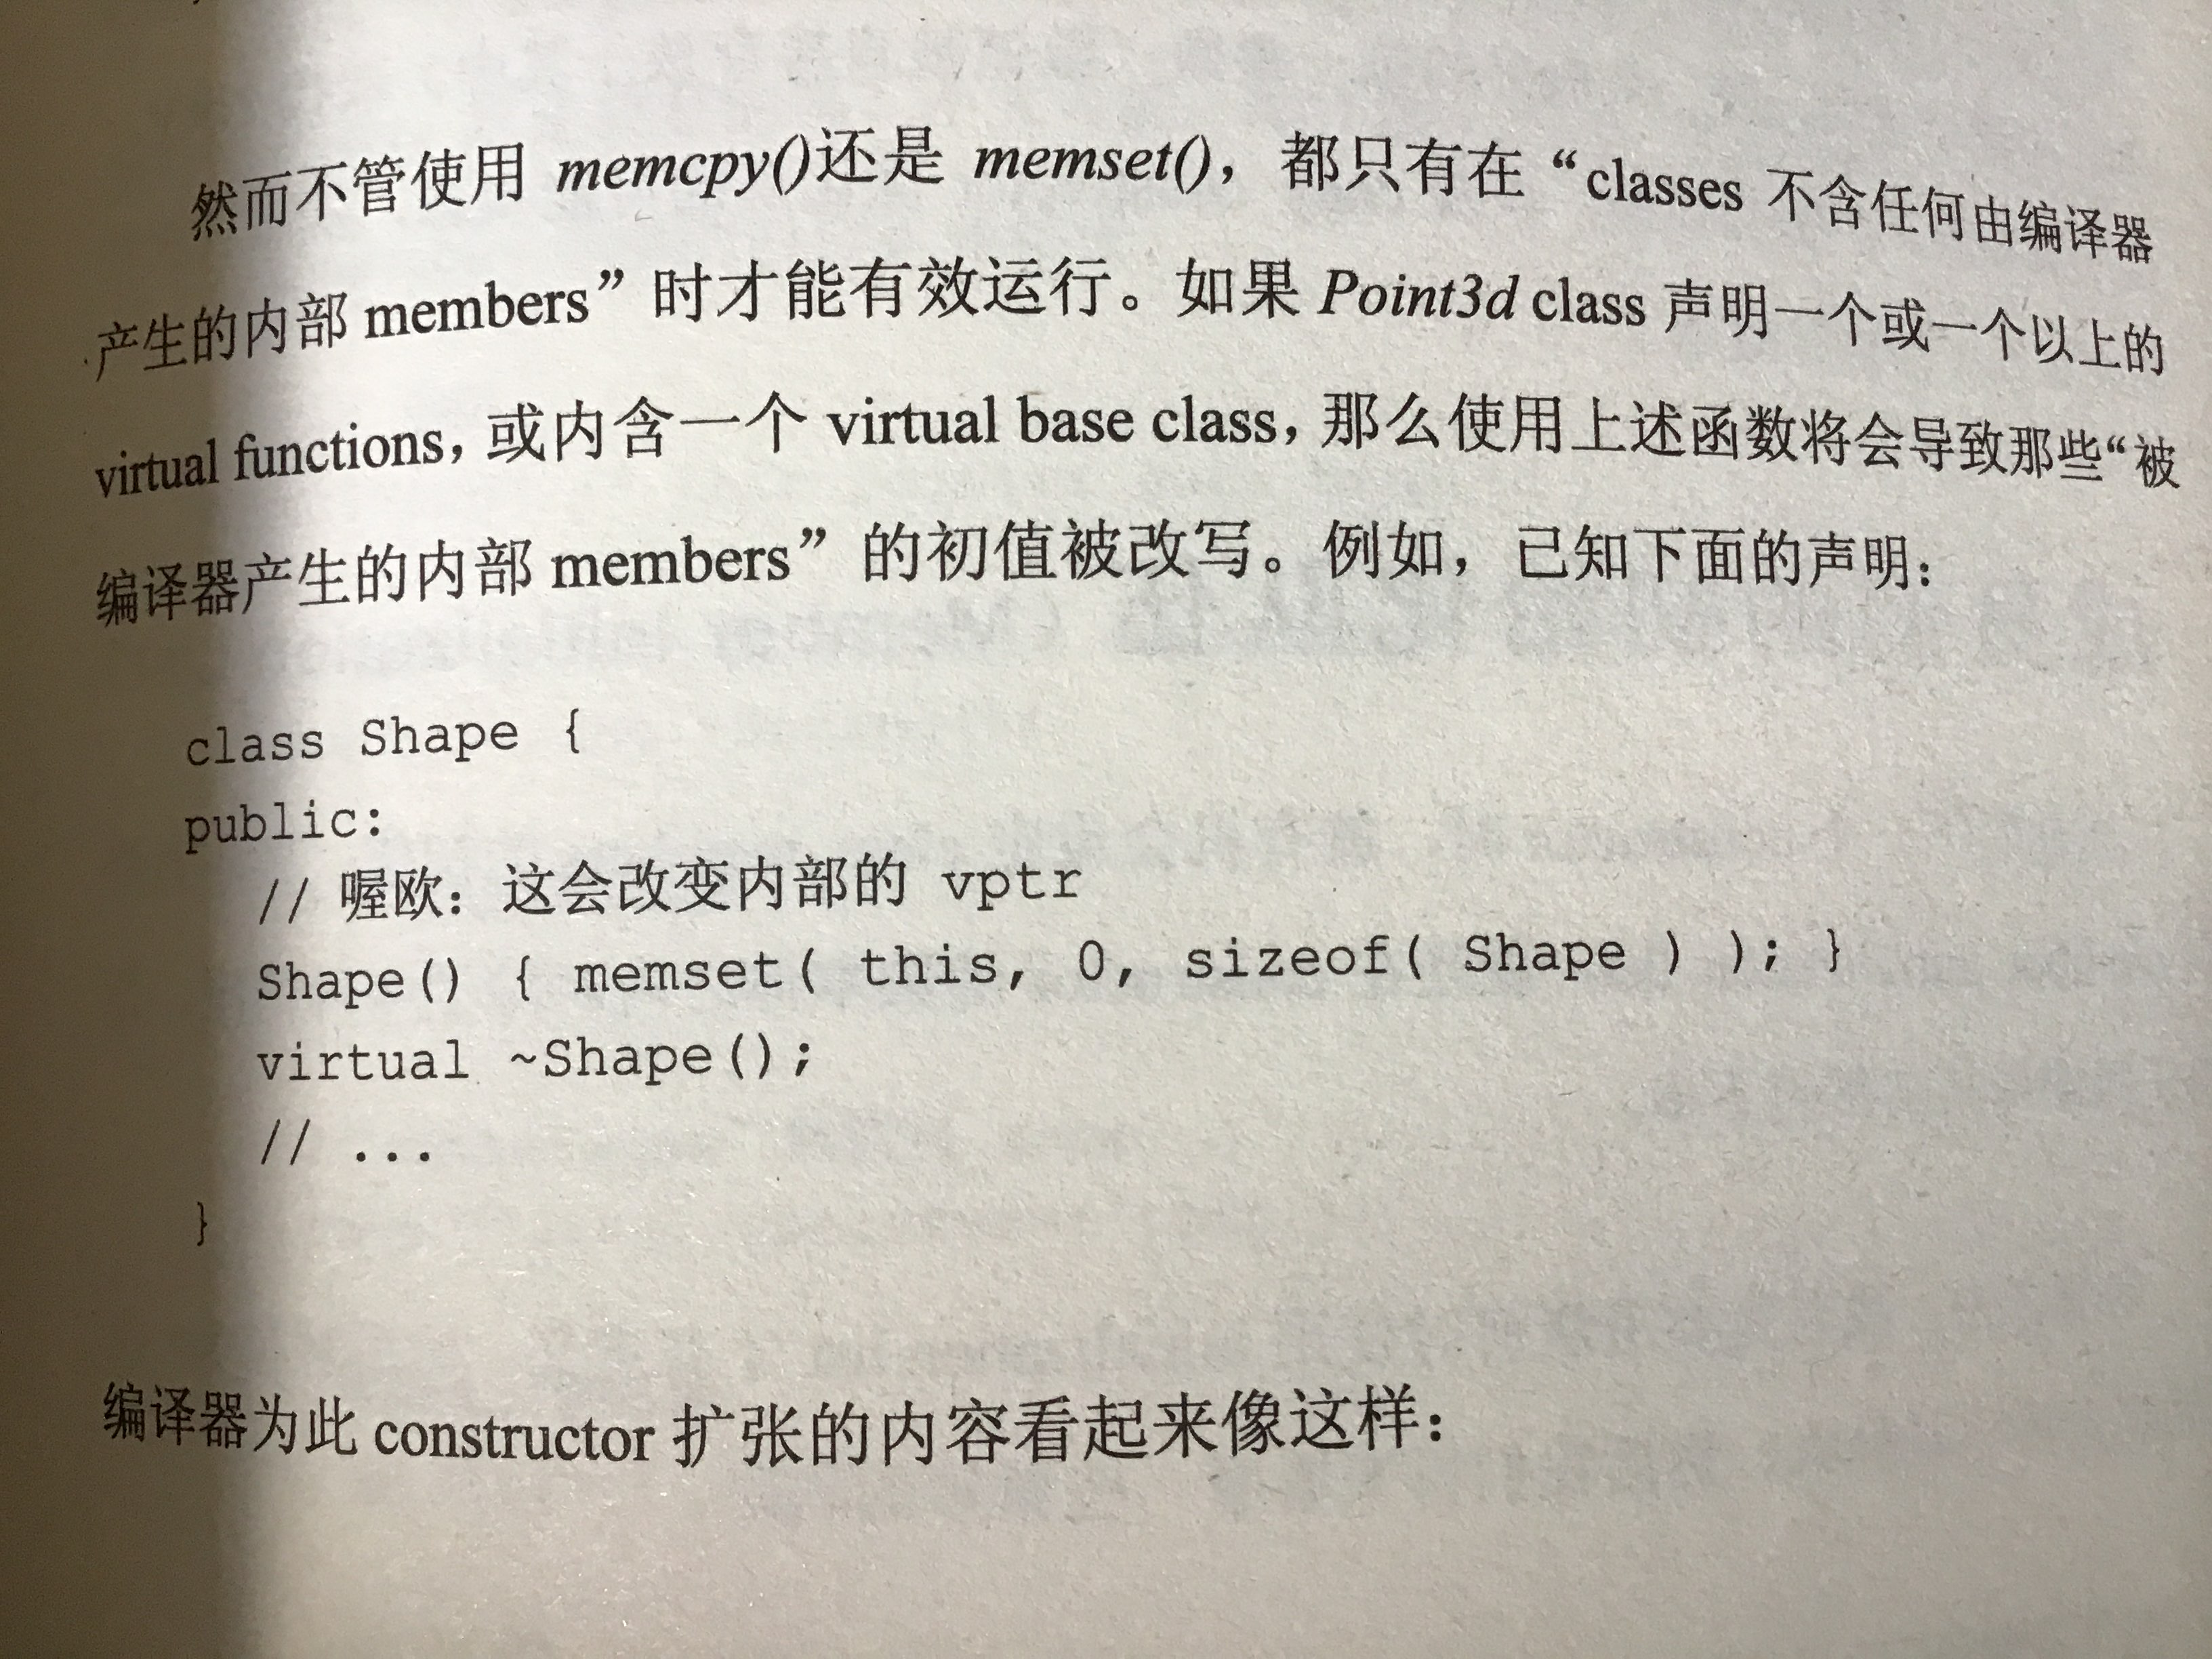 然而不管使用 memcpy()还是 memset()，都只有在“classes 不含任何由编译器
产生的内部 members”时才能有效运行。如果 Point3d class 声明一个或一个以上的
virtual functions，或内含一个 virtual base class，那么使用上述函数将会导致那些“被
编译器产生的内部 members”的初值被改写。例如，已知下面的声明：
class Shape {
public:
// 喔欧：这会改变内部的 vptr
Shape() { memset( this, 0, sizeof( Shape ) ); }
virtual ~Shape();
// ...
}
编译器为此 constructor 扩张的内容看起来像这样：